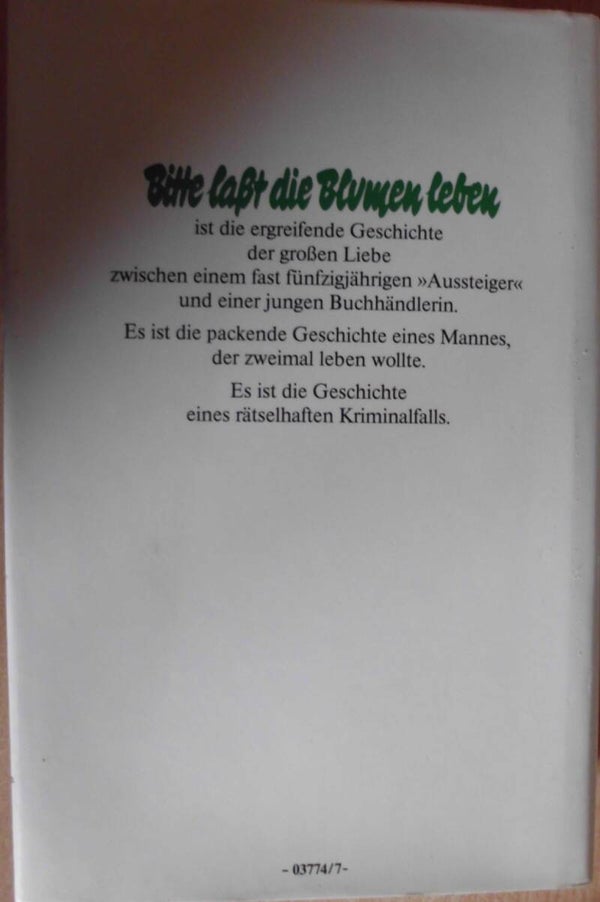 Bitte laßt die Blumen leben
ist die ergreifende Geschichte
der großen Liebe
zwischen einem fast fünfzigjährigen »Aussteiger«
und einer jungen Buchhändlerin.
Es ist die packende Geschichte eines Mannes,
der zweimal leben wollte.
Es ist die Geschichte
eines rätselhaften Kriminalfalls.
- 03774/7-